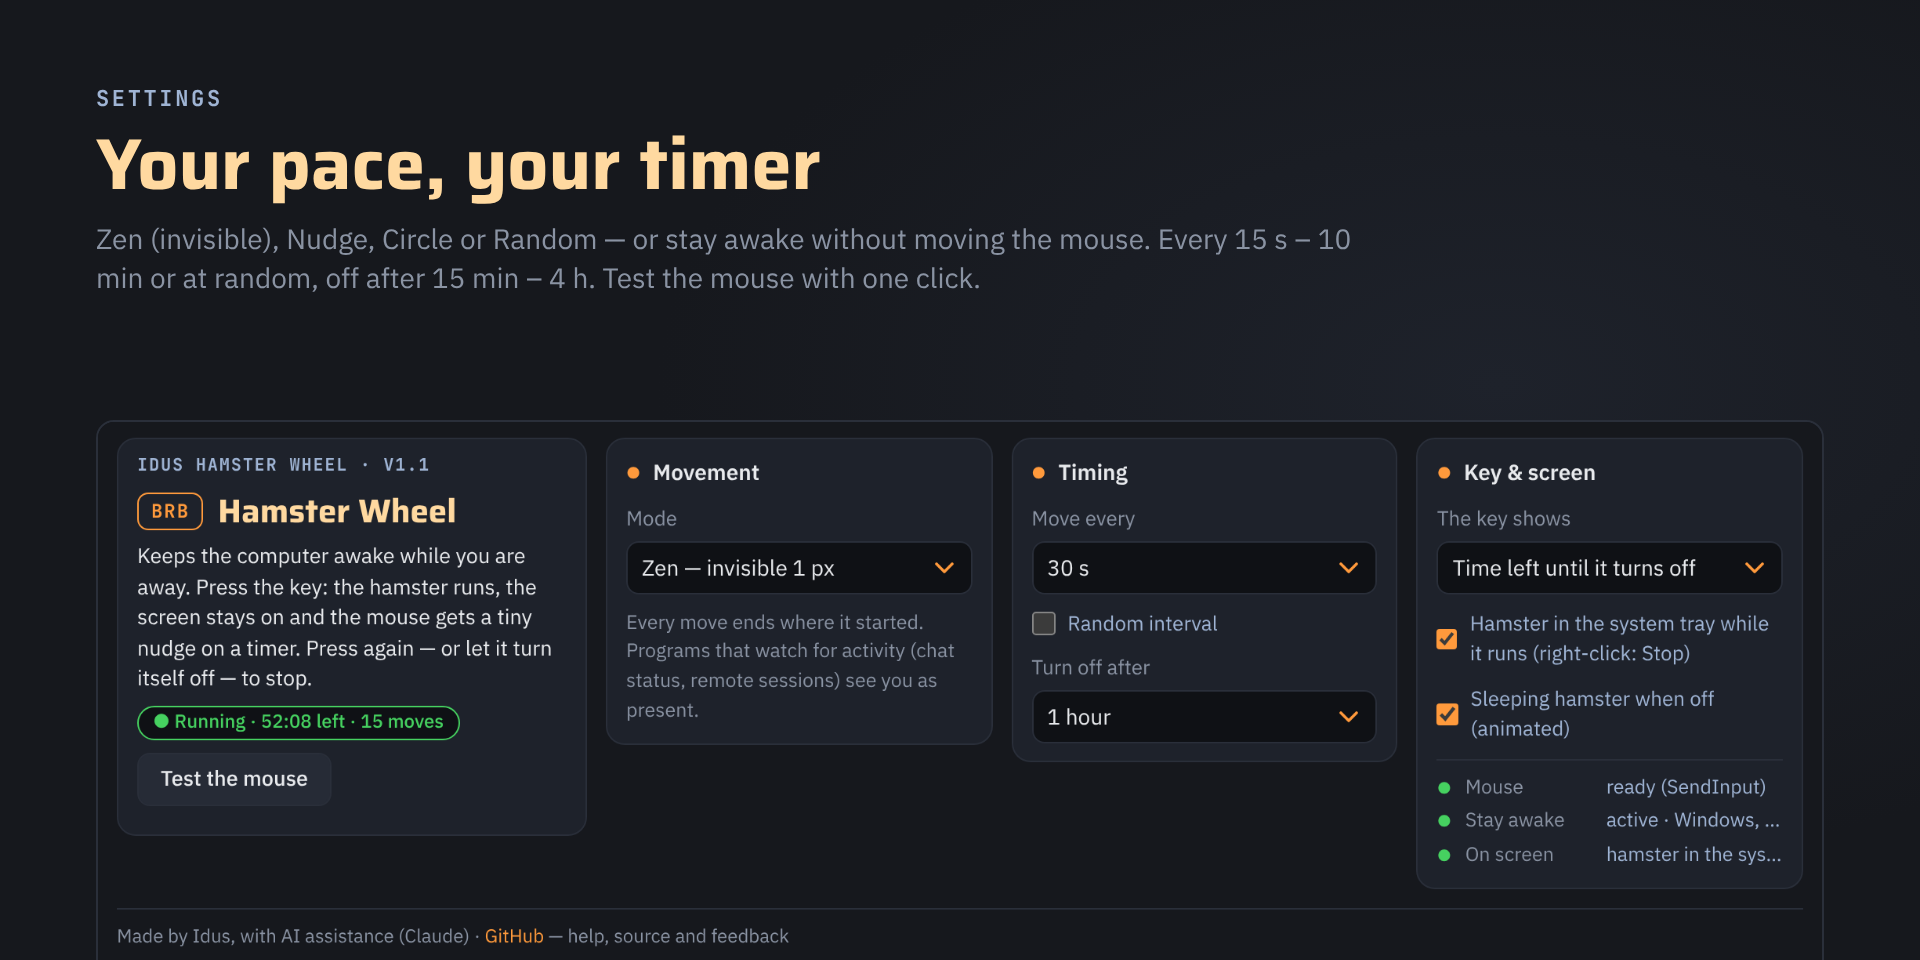 SETTINGS
Your pace, your timer
Zen (invisible), Nudge, Circle or Random — or stay awake without moving the mouse. Every 15 s – 10
min or at random, off after 15 min – 4 h. Test the mouse with one click.
IDUS HAMSTER WHEEL · V1.1
BRB Hamster Wheel
Keeps the computer awake while you are
away. Press the key: the hamster runs, the
screen stays on and the mouse gets a tiny
nudge on a timer. Press again — or let it turn
itself off — to stop.
Running · 52:08 left · 15 moves
Test the mouse
Movement
Mode
Zen — invisible 1 px
Every move ends where it started.
Programs that watch for activity (chat
status, remote sessions) see you as
present.
Timing
Move every
30 s
Random interval
Turn off after
1 hour
Key & screen
The key shows
Time left until it turns off
Hamster in the system tray while
it runs (right-click: Stop)
Sleeping hamster when off
(animated)
Mouse ready (SendInput)
Stay awake active · Windows, ...
On screen hamster in the sys...
Made by Idus, with AI assistance (Claude) · GitHub — help, source and feedback